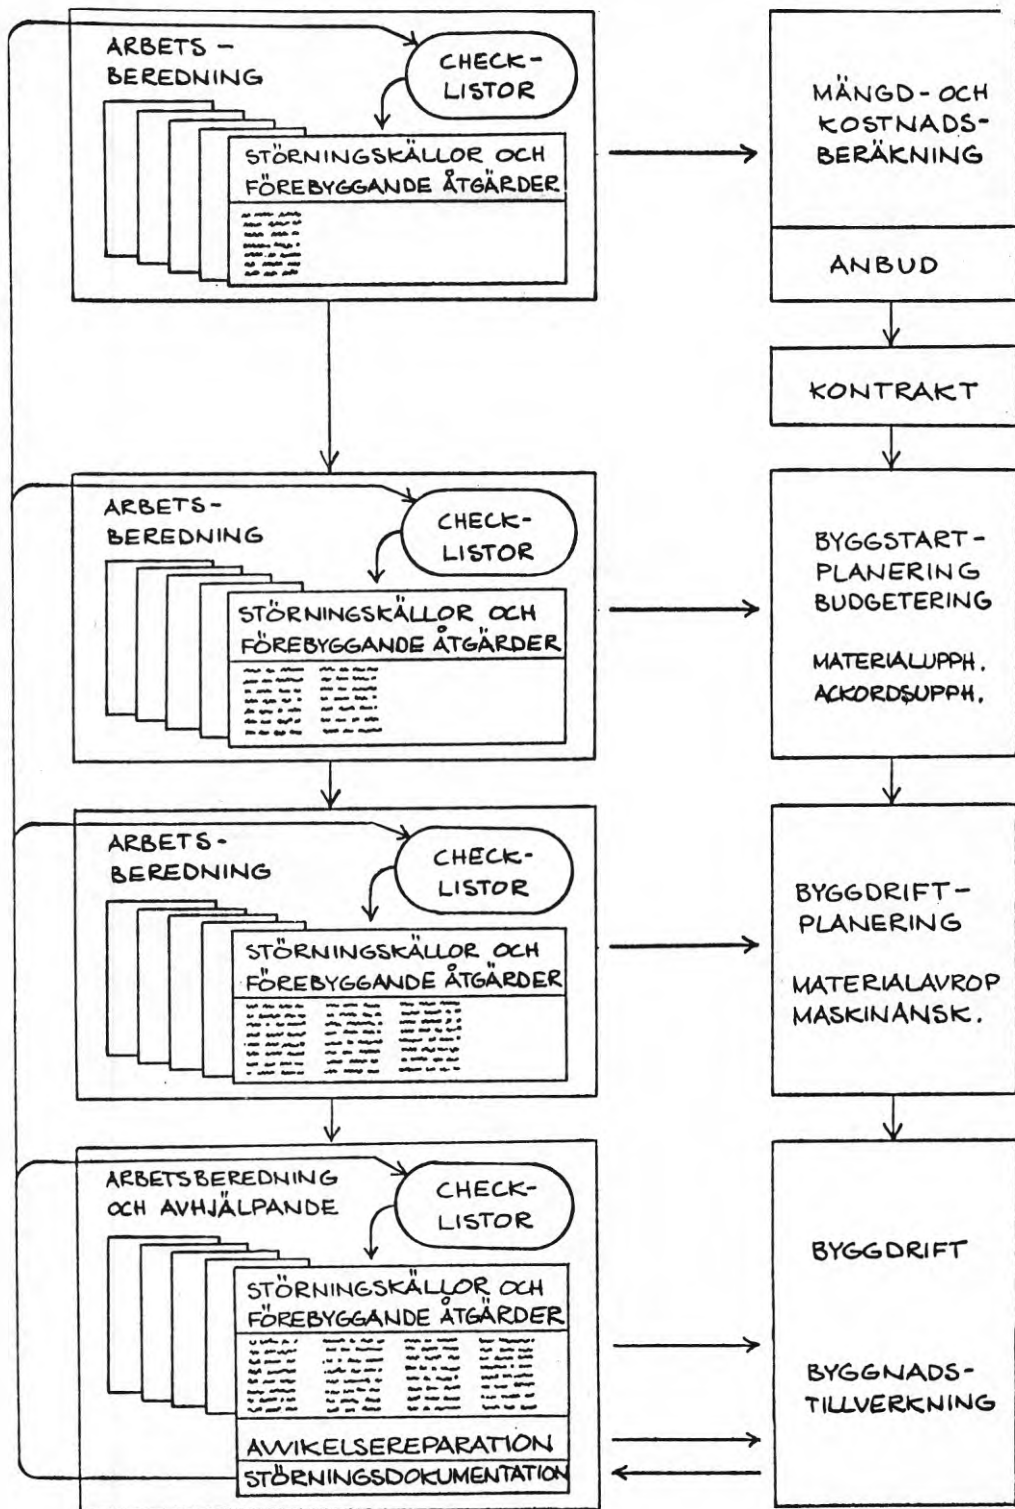 ARBETS-
BEREDNING
CHECK-
LISTOR
STÖRNINGSKÄLLOR OCH
FÖREBYGGANDE ÅTGÄRDER
MÄNGD- OCH
KOSTNADS-
BERÄKNING
ANBUD
KONTRAKT
ARBETS-
BEREDNING
CHECK-
LISTOR
STÖRNINGSKÄLLOR OCH
FÖREBYGGANDE ÅTGÄRDER
BYGGSTART-
PLANERING
BUDGETERING
MATERIALUPPH.
ACKORDSUPPH.
ARBETS-
BEREDNING
CHECK-
LISTOR
STÖRNINGSKÄLLOR OCH
FÖREBYGGANDE ÅTGÄRDER
BYGGDRIFT-
PLANERING
MATERIALAVROP
MASKINANSK.
ARBETSBEREDNING
OCH AVHJÄLPANDE
CHECK-
LISTOR
STÖRNINGSKÄLLOR OCH
FÖREBYGGANDE ÅTGÄRDER
AVVIKELSEREPARATION
STÖRNINGSDOKUMENTATION
BYGGDRIFT
BYGGNADS-
TILLVERKNING